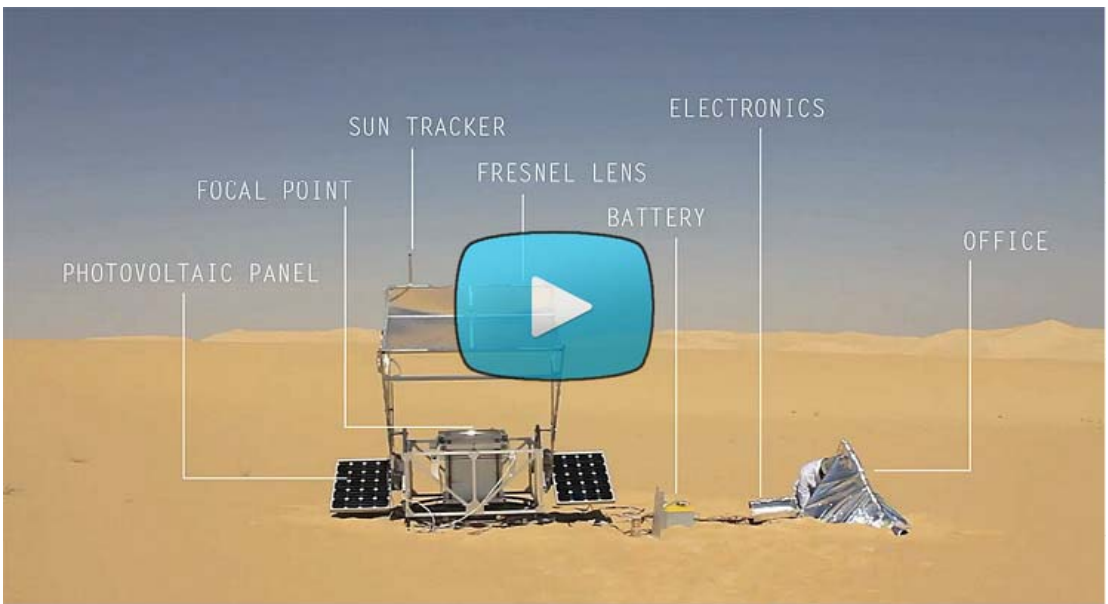 ELECTRONICS
SUN TRACKER
FRESNEL LENS
FOCAL POINT
BATTERY
OFFICE
PHOTOVOLTAIC PANEL